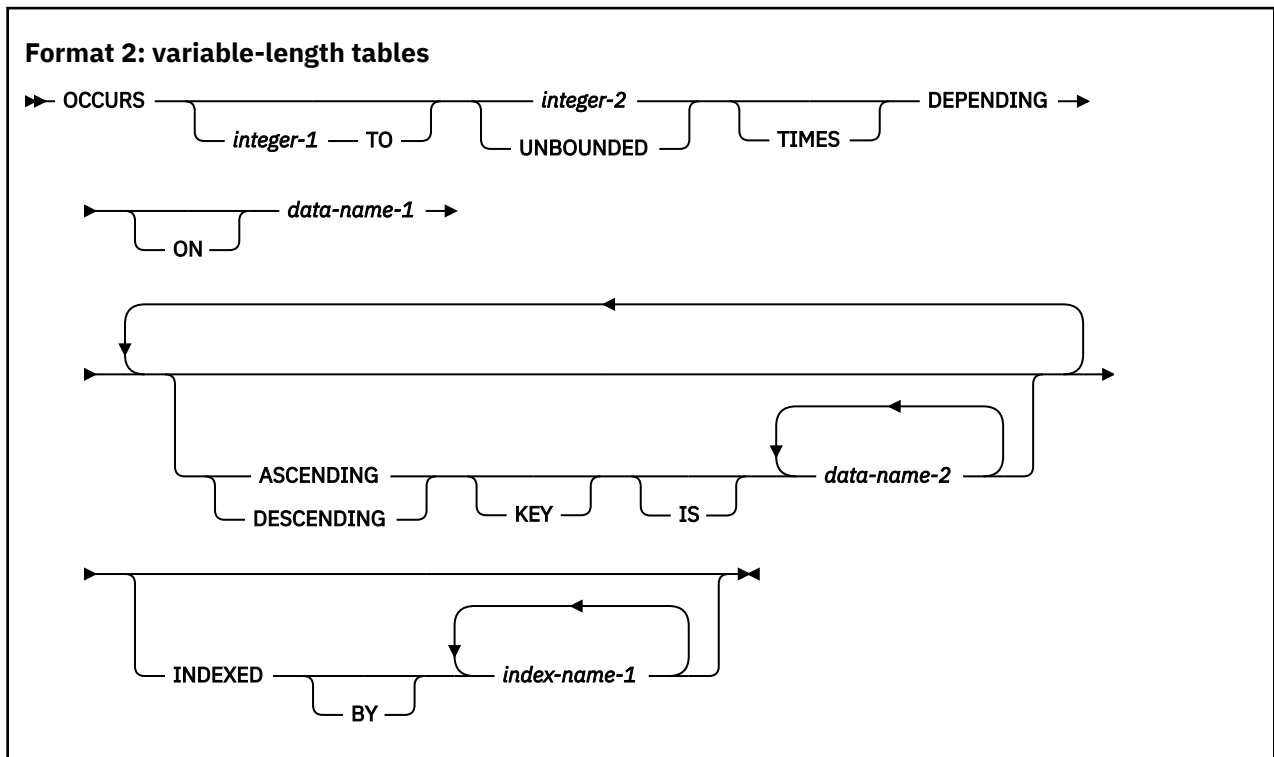 Format 2: variable-length tables
OCCURS integer-2 DEPENDING
integer-1 TO UNBOUNDED TIMES
data-name-1
ON
ASCENDING data-name-2
DESCENDING KEY IS
INDEXED index-name-1
BY